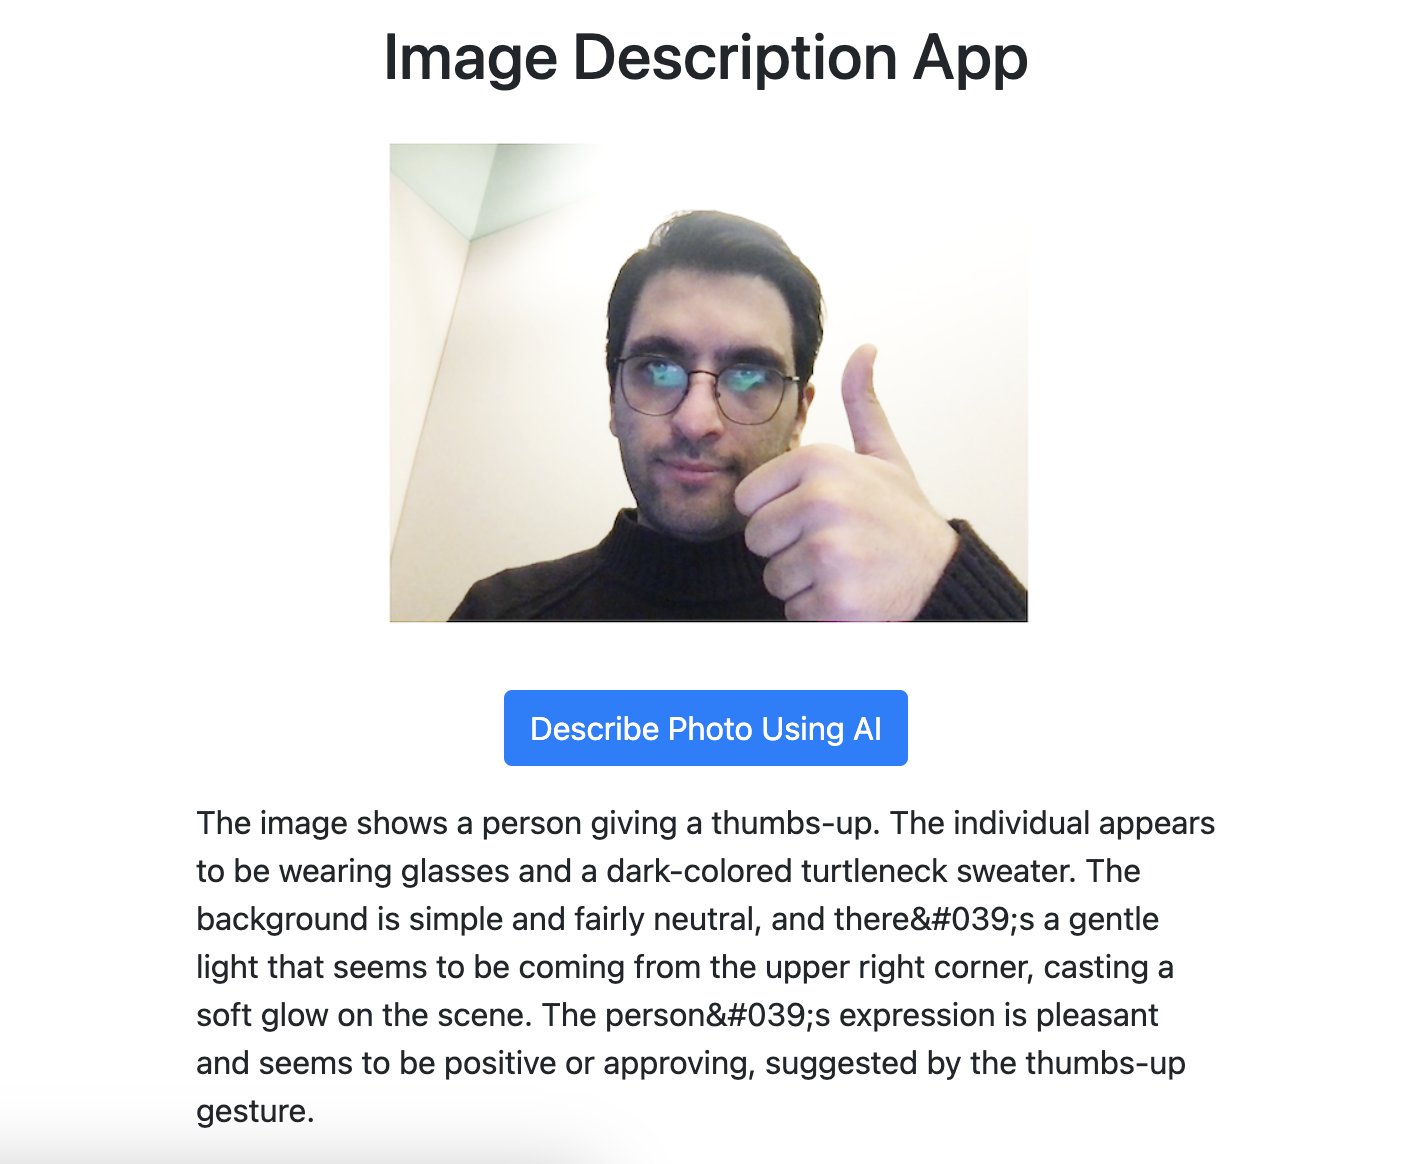 Image Description App
Describe Photo Using AI
The image shows a person giving a thumbs-up. The individual appears
to be wearing glasses and a dark-colored turtleneck sweater. The
background is simple and fairly neutral, and there&#039;s a gentle
light that seems to be coming from the upper right corner, casting a
soft glow on the scene. The person&#039;s expression is pleasant
and seems to be positive or approving, suggested by the thumbs-up
gesture.